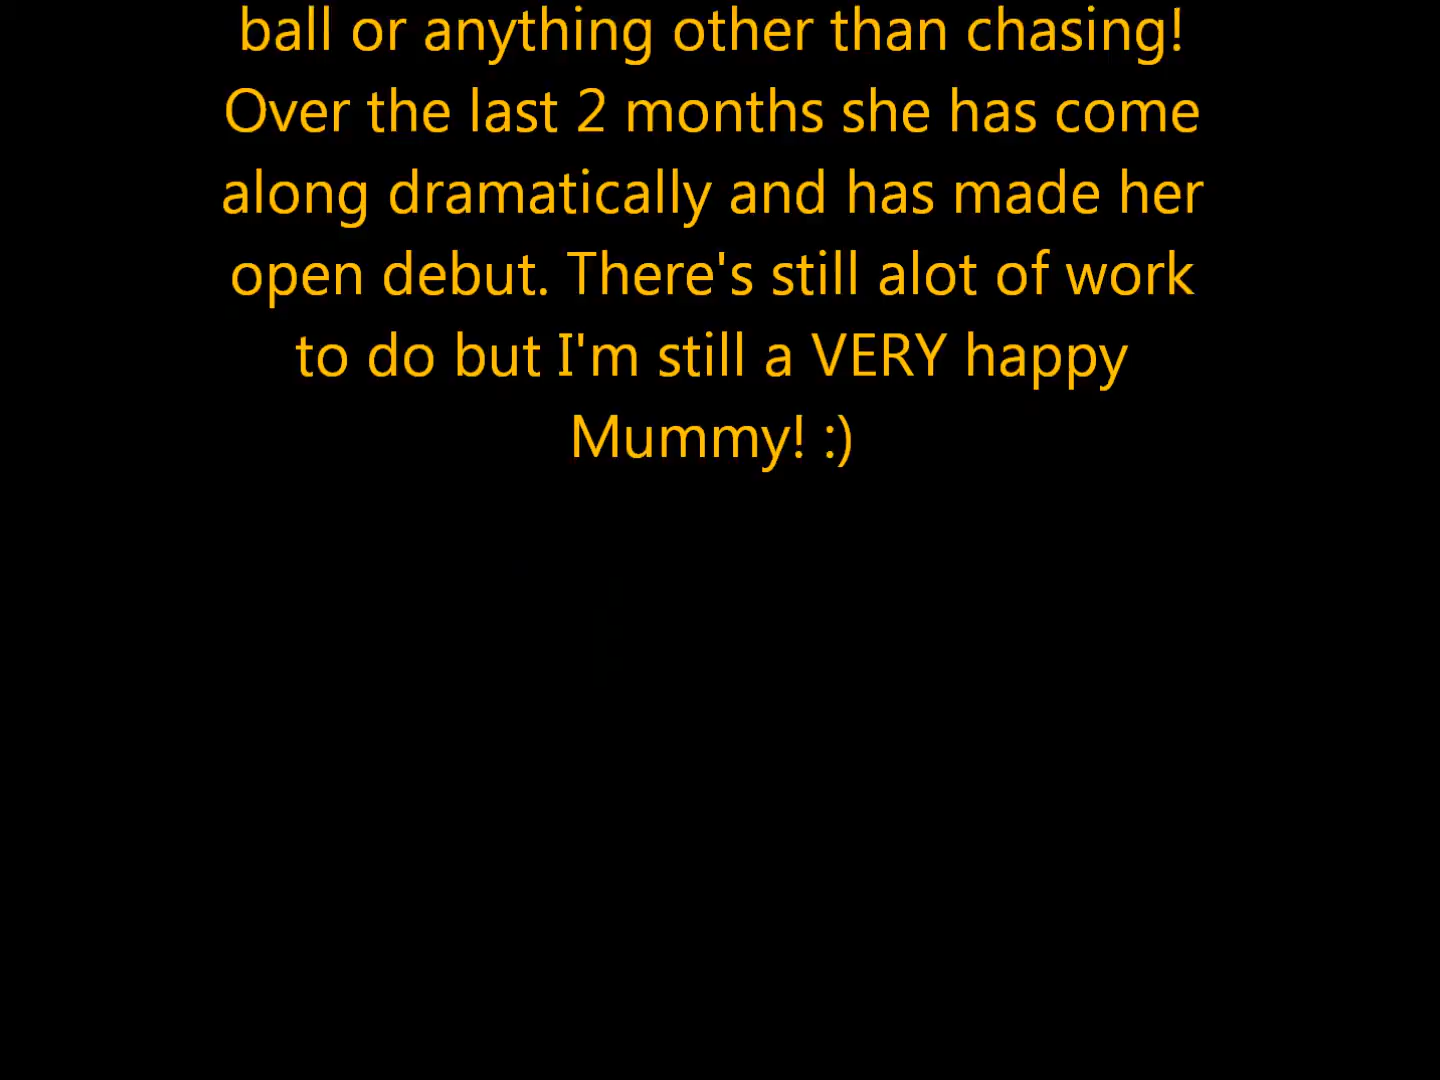 ball or anything other than chasing!
Over the last 2 months she has come
along dramatically and has made her
open debut. There's still alot of work
to do but I'm still a VERY happy
Mummy! :)